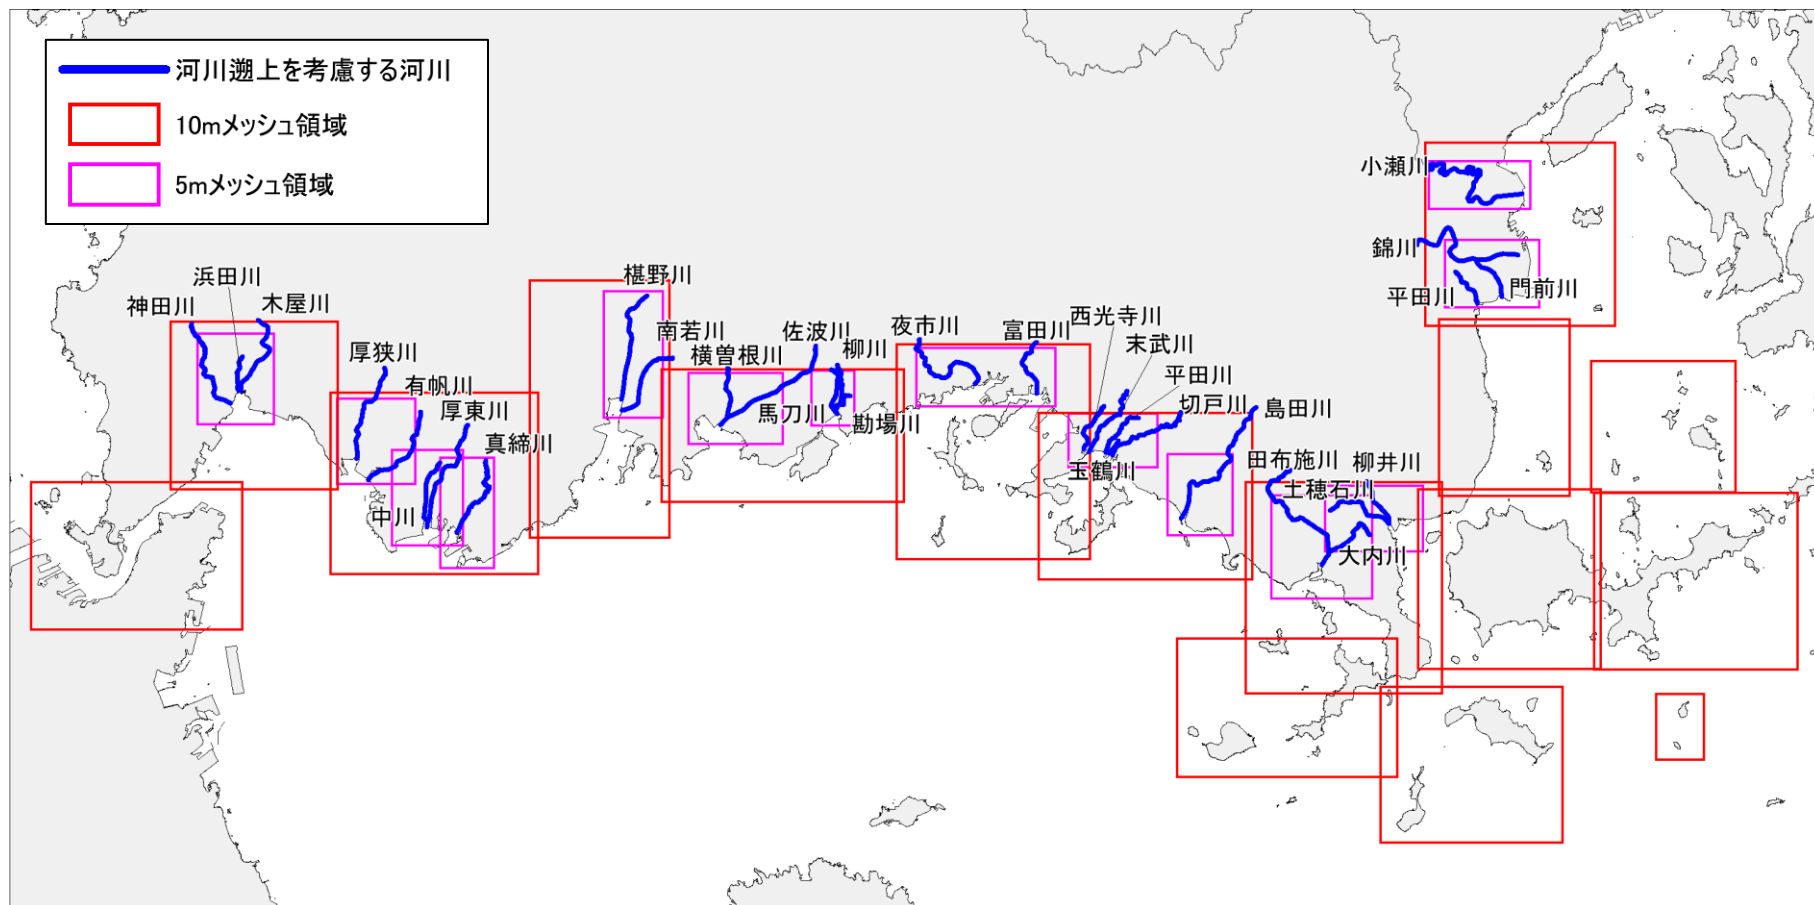 河川遡上を考慮する河川
10mメッシュ領域
5mメッシュ領域
小瀬川
錦川
平田川
門前川
浜田川
神田川
木屋川
椹野川
南若川
厚狭川
有帆川
厚東川
真締川
中川
佐波川
横曽根川
柳川
馬刀川
勘場川
夜市川
富田川
西光寺川
末武川
平田川
切戸川
島田川
玉鶴川
田布施川
柳井川
土穂石川
大内川